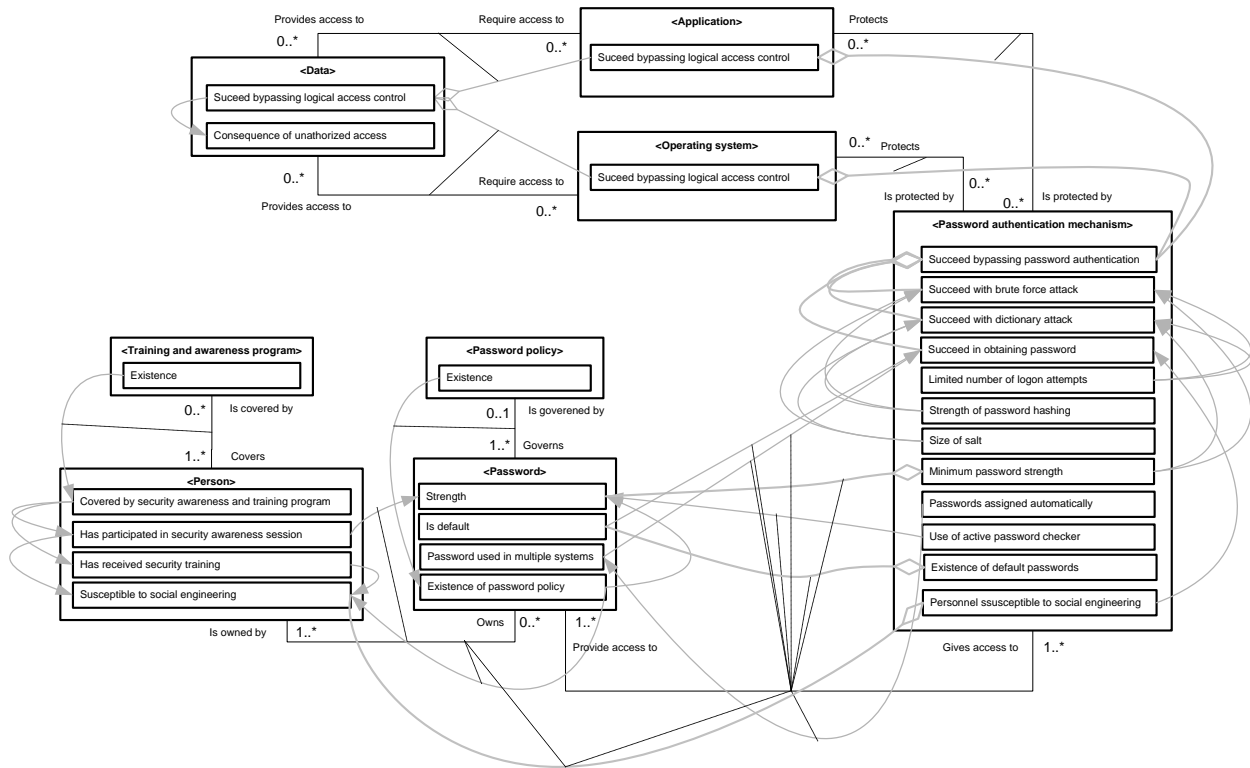 Provides access to
Require access to
Protects
0..*
0..*
0..*
<Application>
Suceed bypassing logical access control
<Data>
Suceed bypassing logical access control
Consequence of unathorized access
<Operating system>
Suceed bypassing logical access control
0..*
Protects
0..*
Require access to
Provides access to
0..*
0..*
Is protected by
0..*
Is protected by
<Password authentication mechanism>
Succeed bypassing password authentication
Succeed with brute force attack
Succeed with dictionary attack
Succeed in obtaining password
Limited number of logon attempts
Strength of password hashing
Size of salt
Minimum password strength
Passwords assigned automatically
Use of active password checker
Existence of default passwords
Personnel ssusceptible to social engineering
<Training and awareness program>
Existence
0..*
Is covered by
1..*
Covers
<Password policy>
Existence
0..1
Is goverened by
1..*
Governs
<Person>
Covered by security awareness and training program
Has participated in security awareness session
Has received security training
Susceptible to social engineering
<Password>
Strength
Is default
Password used in multiple systems
Existence of password policy
Is owned by
1..*
Owns
0..*
1..*
Provide access to
Gives access to
1..*